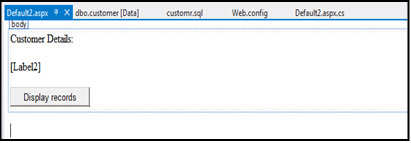 Default2.aspx dbo.customer [Data] customr.sql Web.config Default2.aspx.cs
body
Customer Details:
[Label2]
Display records